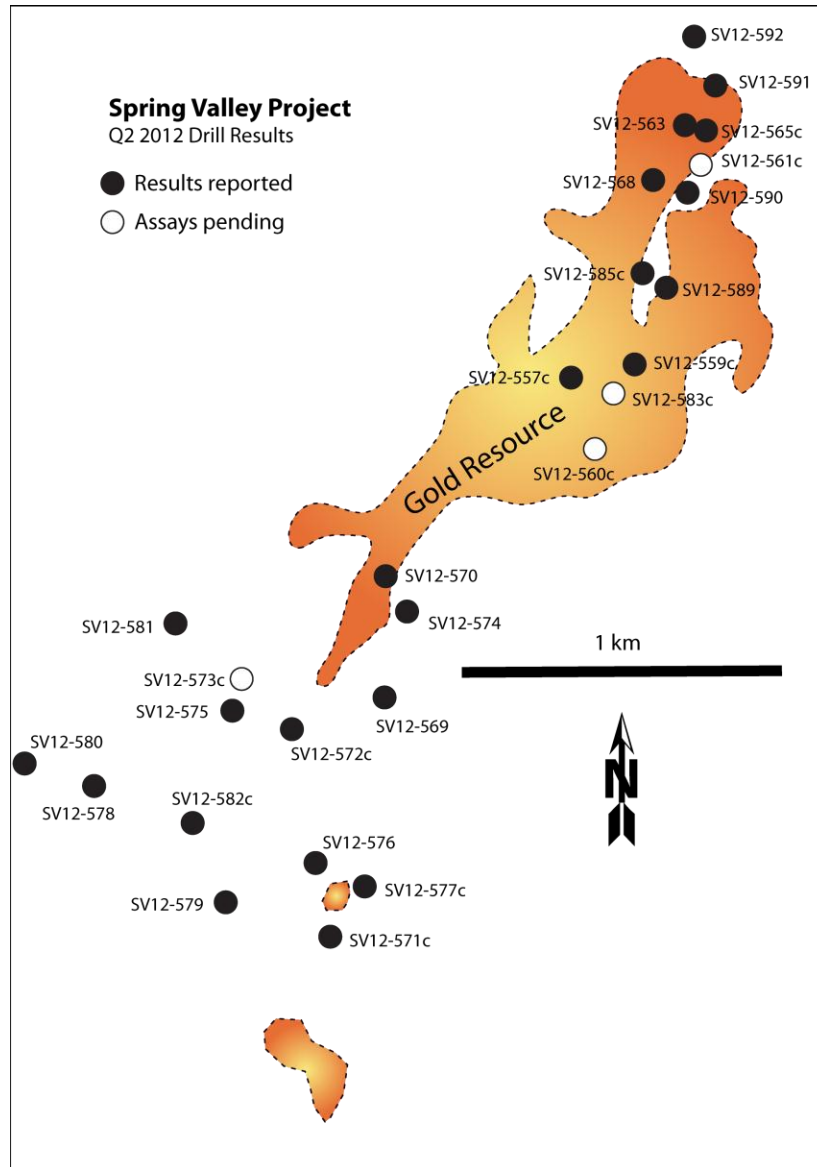 SV12-592
Spring Valley Project
Q2 2012 Drill Results
Results reported
Assays pending
SV12-591
SV12-563
SV12-565c
SV12-561c
SV12-568
SV12-590
SV12-585c
SV12-589
SV12-559c
SV12-557c
SV12-583c
Gold Resource
SV12-560c
SV12-570
SV12-574
SV12-581
1 km
SV12-573c
SV12-575
SV12-569
SV12-572c
SV12-580
SV12-578
SV12-582c
N
SV12-576
SV12-577c
SV12-579
SV12-571c